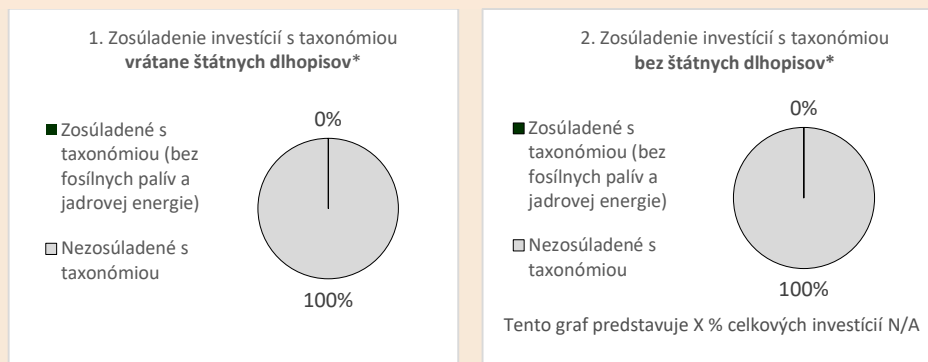 1. Zosúladenie investícií s taxonómiou
vrátane štátnych dlhopisov*
0%
Zosúladené s
taxonómiou (bez
fosílnych palív a
jadrovej energie)
Nezosúladené s
taxonómiou
100%
2. Zosúladenie investícií s taxonómiou
bez štátnych dlhopisov*
0%
Zosúladené s
taxonómiou (bez
fosílnych palív a
jadrovej energie)
Nezosúladené s
taxonómiou
100%
Tento graf predstavuje X % celkových investícií N/A